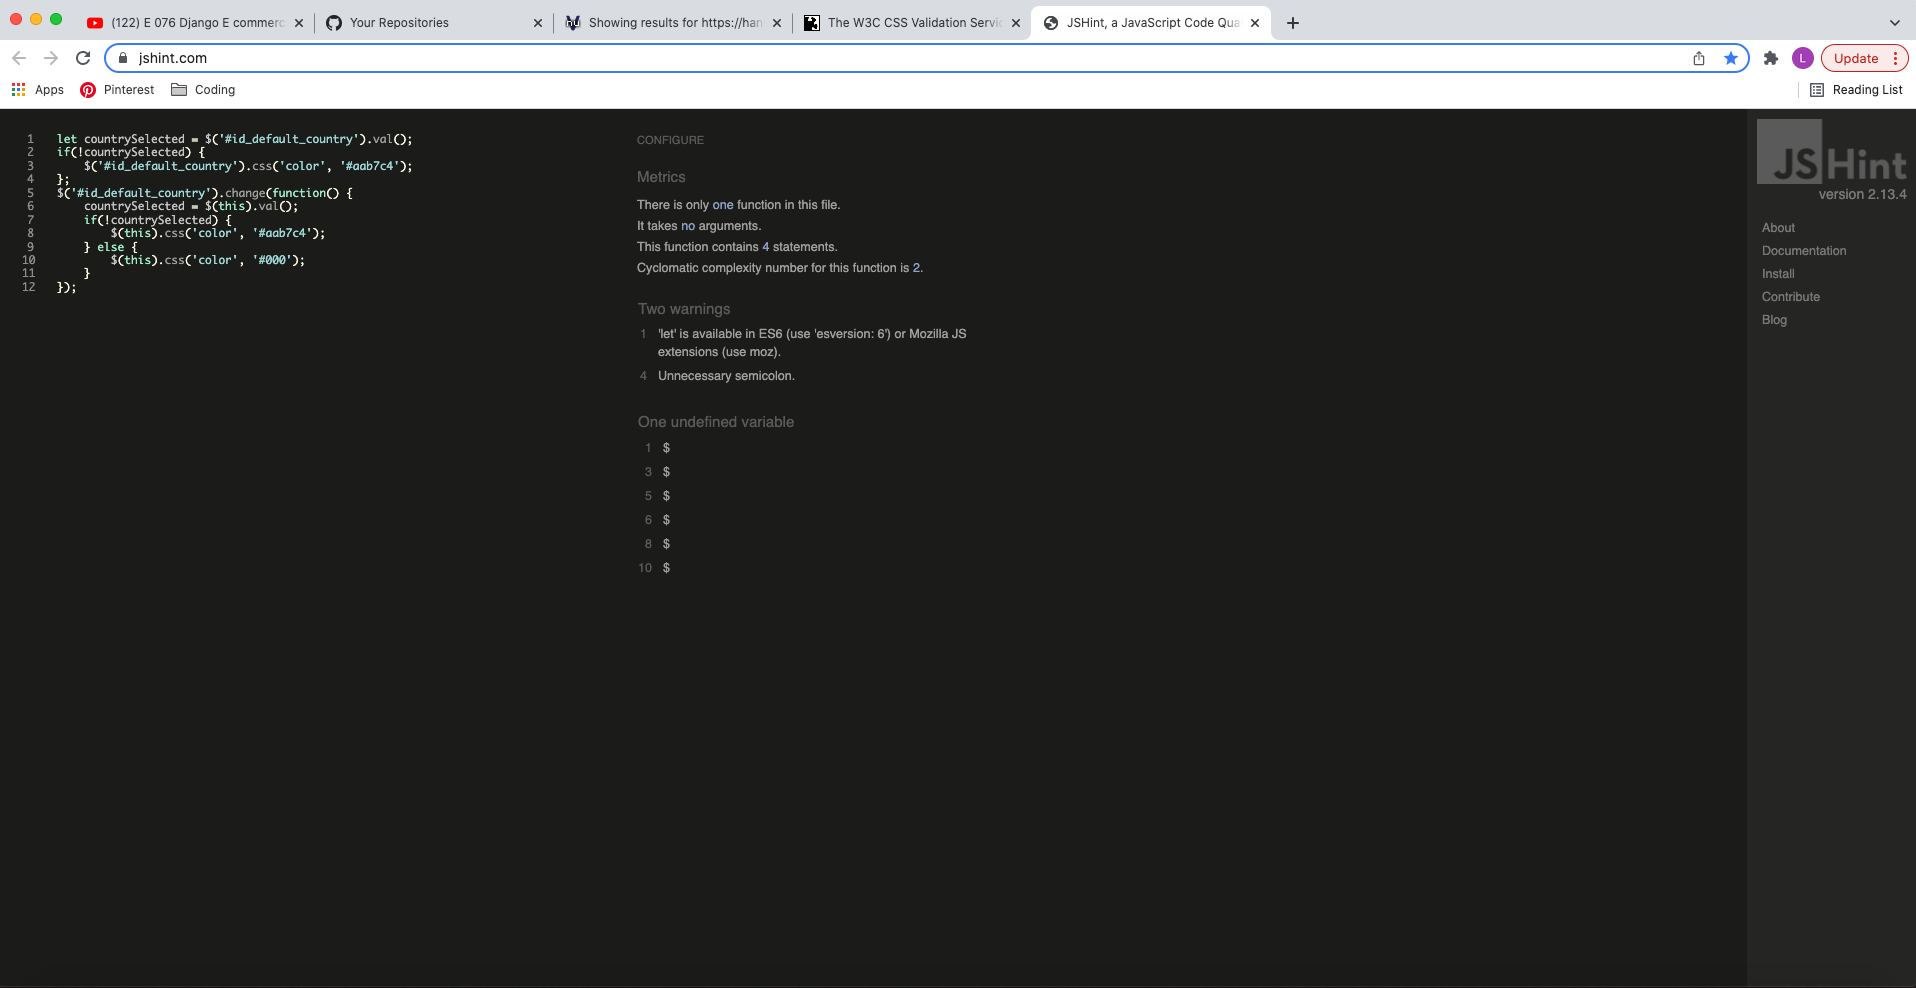 (122) E 076 Django E commerc
Your Repositories
Showing results for https://han
The W3C CSS Validation Servic
JSHint, a JavaScript Code Qua
jshint.com
L
Update
Apps
Pinterest
Coding
Reading List
1 let countrySelected = $('#id_default_country').val();
2 if(!countrySelected) {
3 $('#id_default_country').css('color', '#aab7c4');
4 };
5 $('#id_default_country').change(function() {
6 countrySelected = $(this).val();
7 if(!countrySelected) {
8 $(this).css('color', '#aab7c4');
9 } else {
10 $(this).css('color', '#000');
11 }
12 });
CONFIGURE
Metrics
There is only one function in this file.
It takes no arguments.
This function contains 4 statements.
Cyclomatic complexity number for this function is 2.
Two warnings
1 'let' is available in ES6 (use 'esversion: 6') or Mozilla JS
extensions (use moz).
4 Unnecessary semicolon.
One undefined variable
1 $
3 $
5 $
6 $
8 $
10 $
JSHint
version 2.13.4
About
Documentation
Install
Contribute
Blog